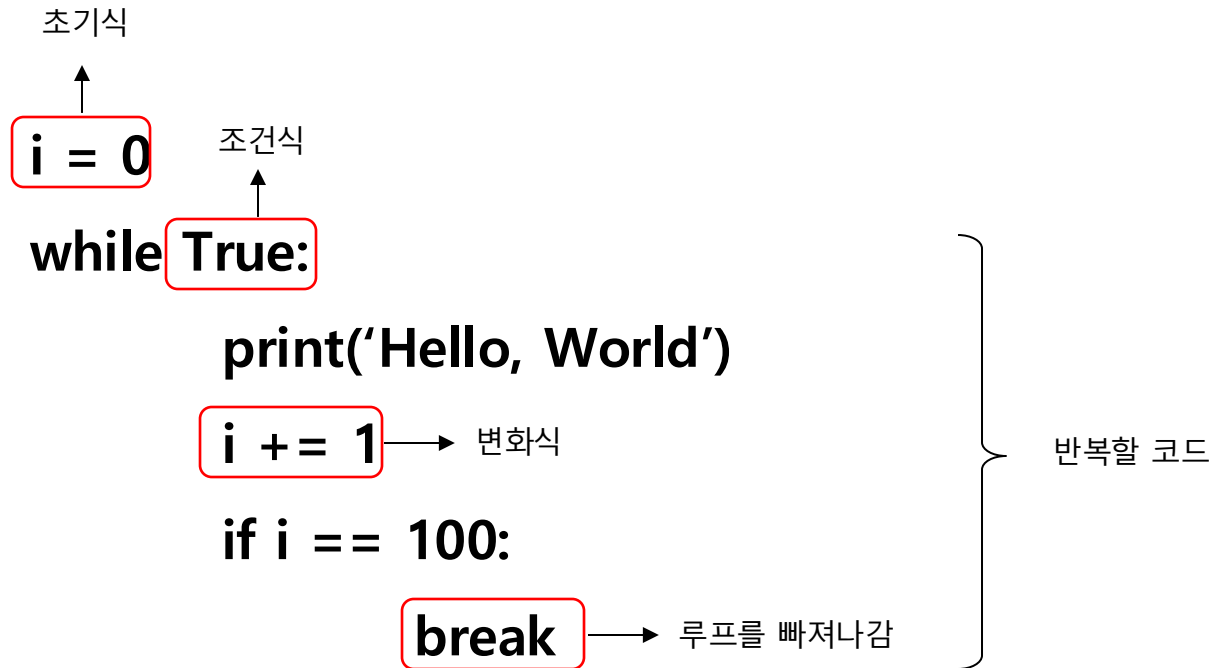 초기식
i = 0
조건식
while True:
print(‘Hello, World’)
i += 1
변화식
반복할 코드
if i == 100:
break
루프를 빠져나감